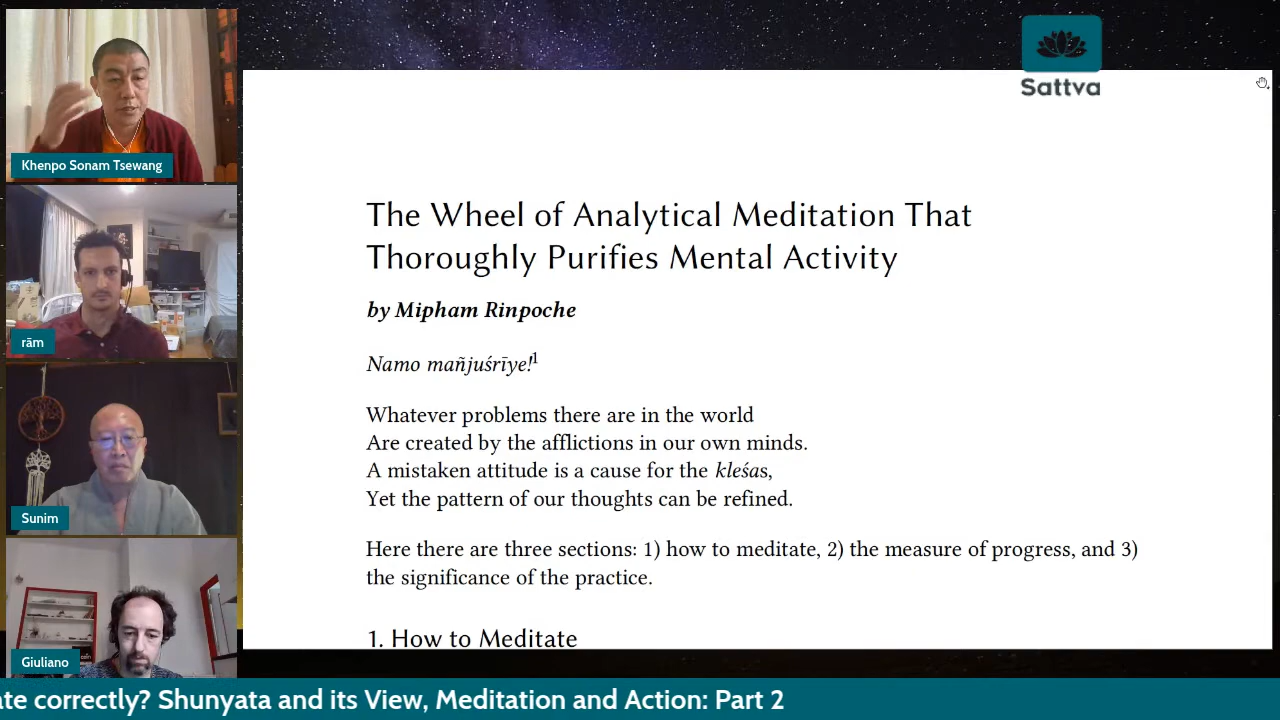 Khenpo Sonam Tsewang
rām
Sunim
Giuliano
Sattva
The Wheel of Analytical Meditation That
Thoroughly Purifies Mental Activity
by Mipham Rinpoche
Namo mañjuśrīye!1
Whatever problems there are in the world
Are created by the afflictions in our own minds.
A mistaken attitude is a cause for the kleśas,
Yet the pattern of our thoughts can be refined.
Here there are three sections: 1) how to meditate, 2) the measure of progress, and 3)
the significance of the practice.
1. How to Meditate
ate correctly? Shunyata and its View, Meditation and Action: Part 2